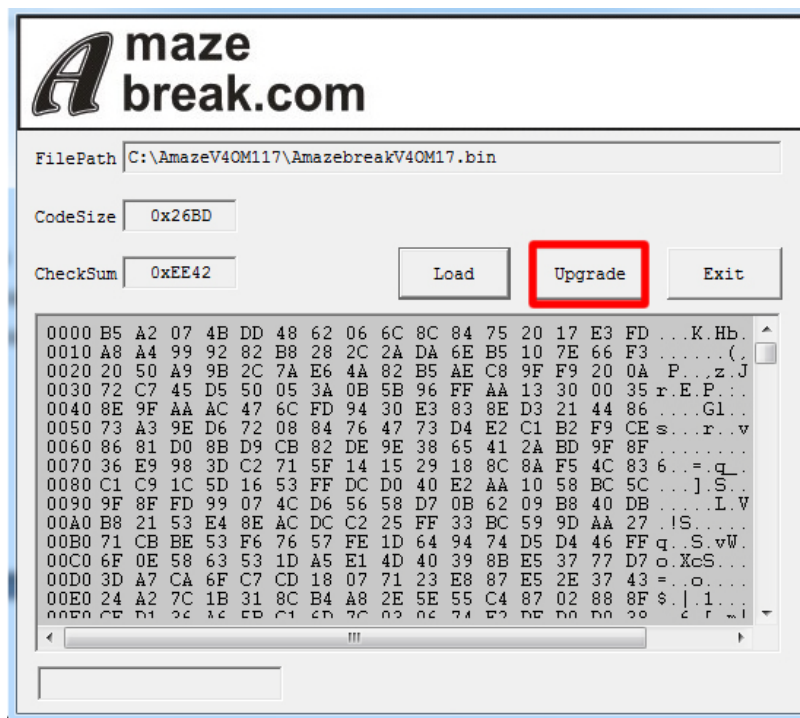 Amaze
break.com
FilePath C:\AmazeV4OM117\AmazebreakV4OM17.bin
CodeSize 0x26BD
CheckSum 0xEE42 Load Upgrade Exit
0000 B5 A2 07 4B DD 48 62 06 6C 8C 84 75 20 17 E3 FD ...K.Hb.
0010 A8 A4 99 92 82 B8 28 2C 2A DA 6E B5 10 7E 66 F3 ......(,
0020 20 50 A9 9B 2C 7A E6 4A 82 B5 AE C8 9F F9 20 0A  P..,z.J
0030 72 C7 45 D5 50 05 3A 0B 5B 96 FF AA 13 30 00 35 r.E.P.:.
0040 8E 9F AA AC 47 6C FD 94 30 E3 83 8E D3 21 44 86 ....Gl..
0050 73 A3 9E D6 72 08 84 76 47 73 D4 E2 C1 B2 F9 CE s...r..v
0060 86 81 D0 8B D9 CB 82 DE 9E 38 65 41 2A BD 9F 8F ........
0070 36 E9 98 3D C2 71 5F 14 15 29 18 8C 8A F5 4C 83 6..=.q_.
0080 C1 C9 1C 5D 16 53 FF DC D0 40 E2 AA 10 58 BC 5C ...].S..
0090 9F 8F FD 99 07 4C D6 56 58 D7 0B 62 09 B8 40 DB .....L.V
00A0 B8 21 53 E4 8E AC DC C2 25 FF 33 BC 59 9D AA 27 .!S.....
00B0 71 CB BE 53 F6 76 57 FE 1D 64 94 74 D5 D4 46 FF q..S.vW.
00C0 6F 0E 58 63 53 1D A5 E1 4D 40 39 8B E5 37 77 D7 o.XcS...
00D0 3D A7 CA 6F C7 CD 18 07 71 23 E8 87 E5 2E 37 43 =..o....
00E0 24 A2 7C 1B 31 8C B4 A8 2E 5E 55 C4 87 02 88 8F $.|.1...